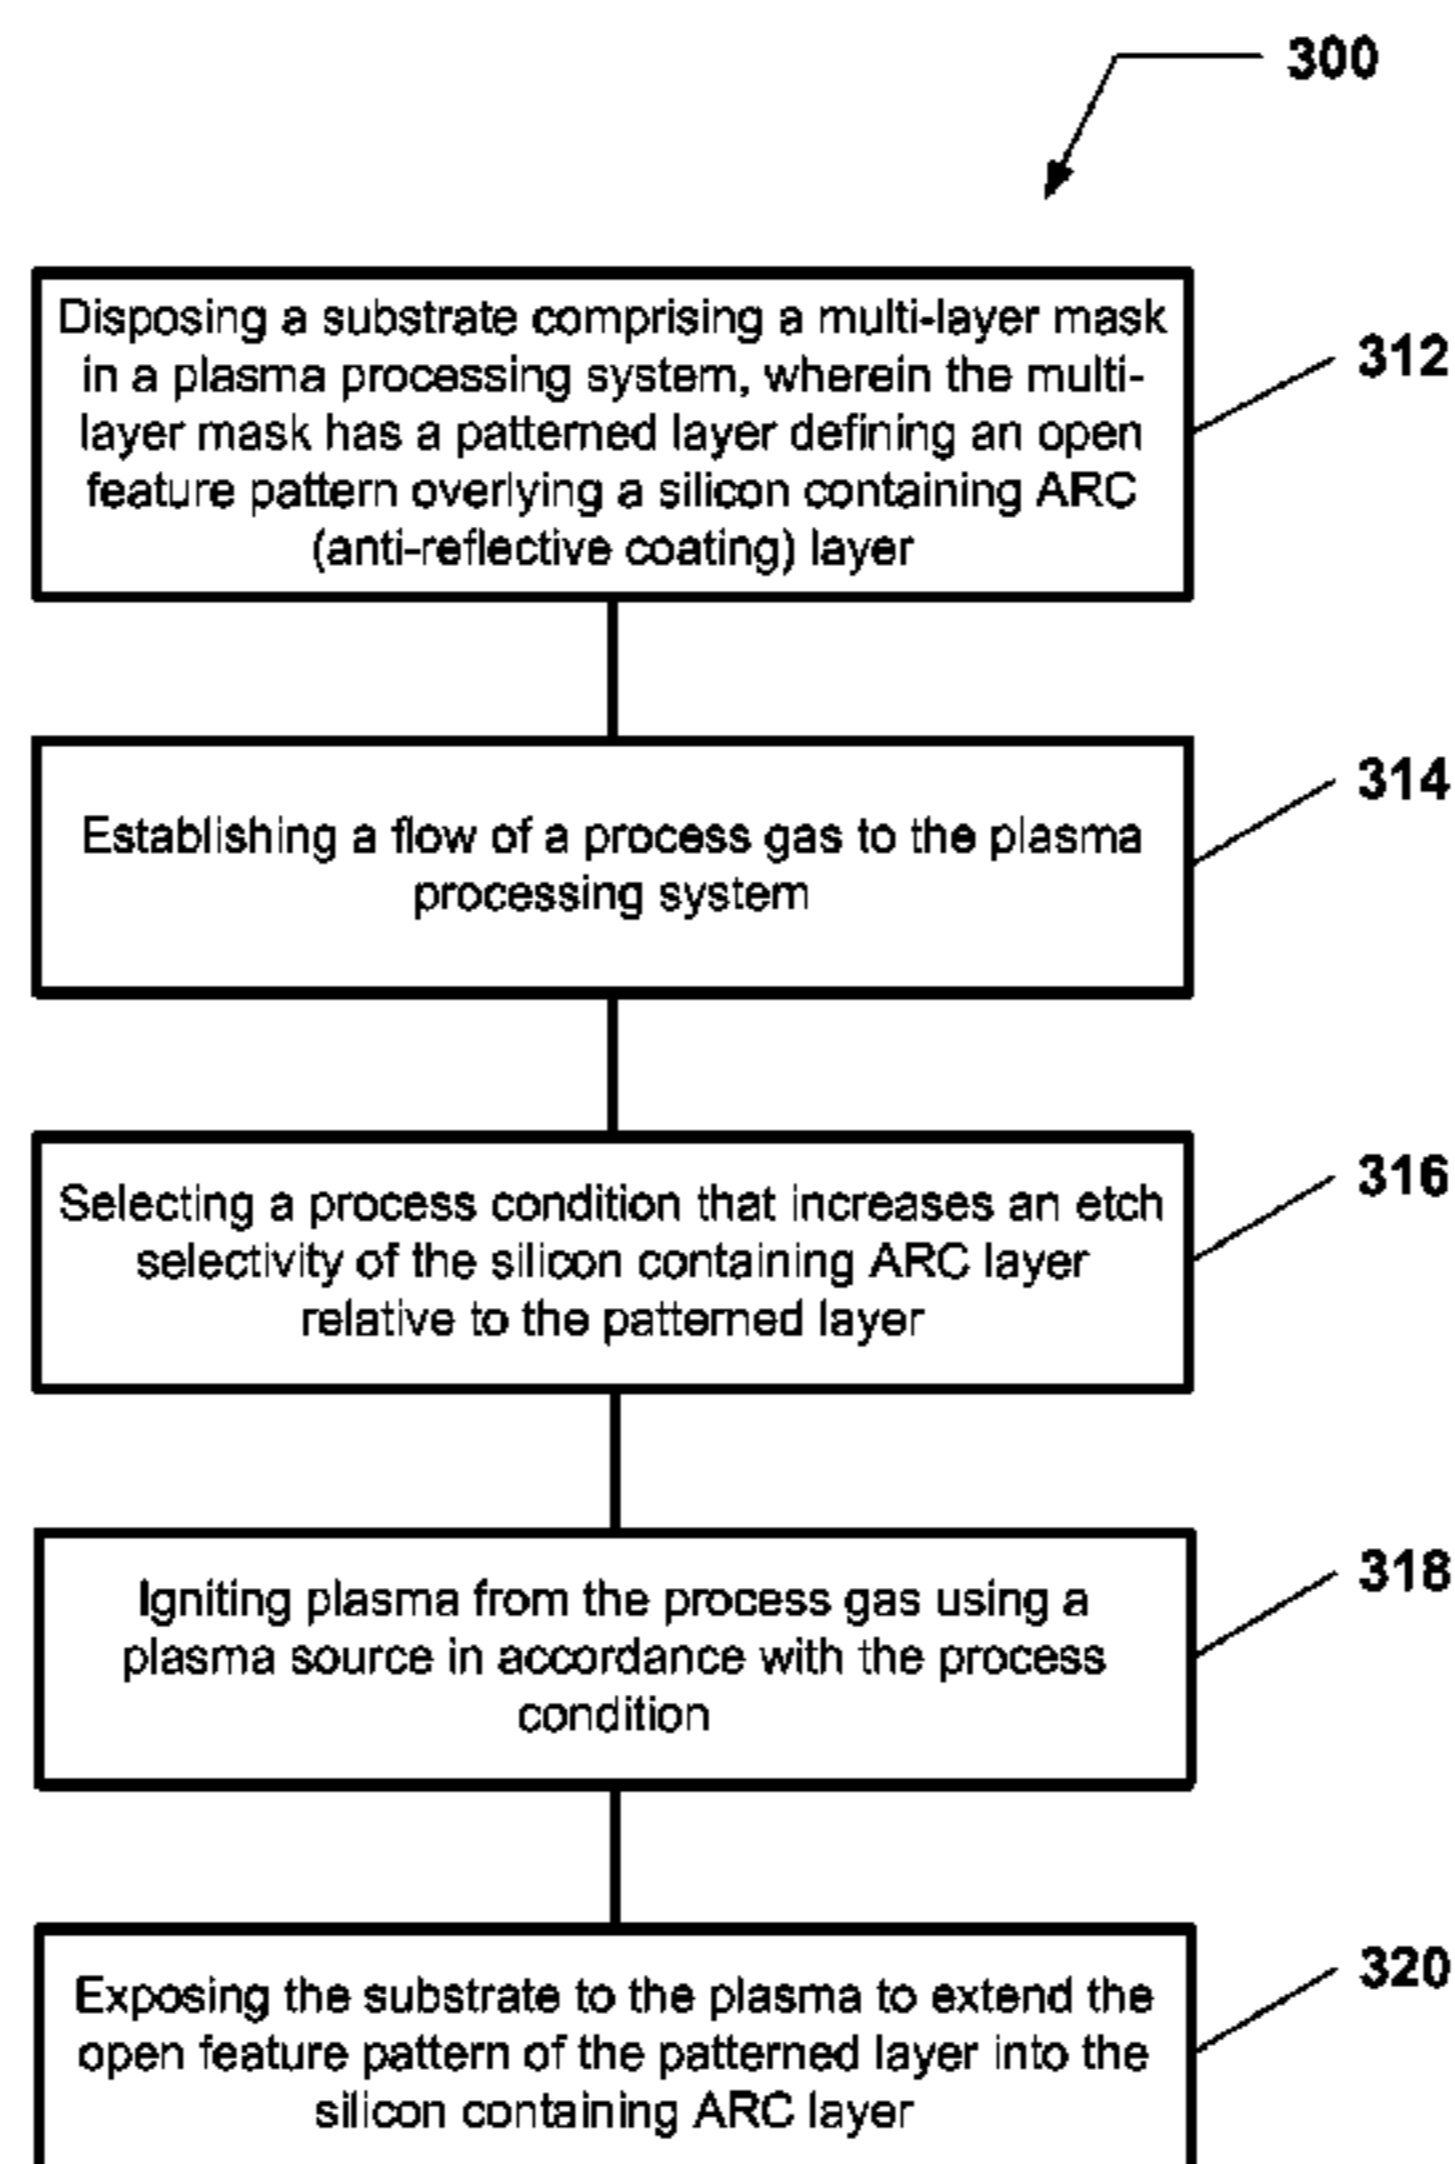 300
Disposing a substrate comprising a multi-layer mask
in a plasma processing system, wherein the multi-
layer mask has a patterned layer defining an open
feature pattern overlying a silicon containing ARC
(anti-reflective coating) layer
312
Establishing a flow of a process gas to the plasma
processing system
314
Selecting a process condition that increases an etch
selectivity of the silicon containing ARC layer
relative to the patterned layer
316
Igniting plasma from the process gas using a
plasma source in accordance with the process
condition
318
Exposing the substrate to the plasma to extend the
open feature pattern of the patterned layer into the
silicon containing ARC layer
320